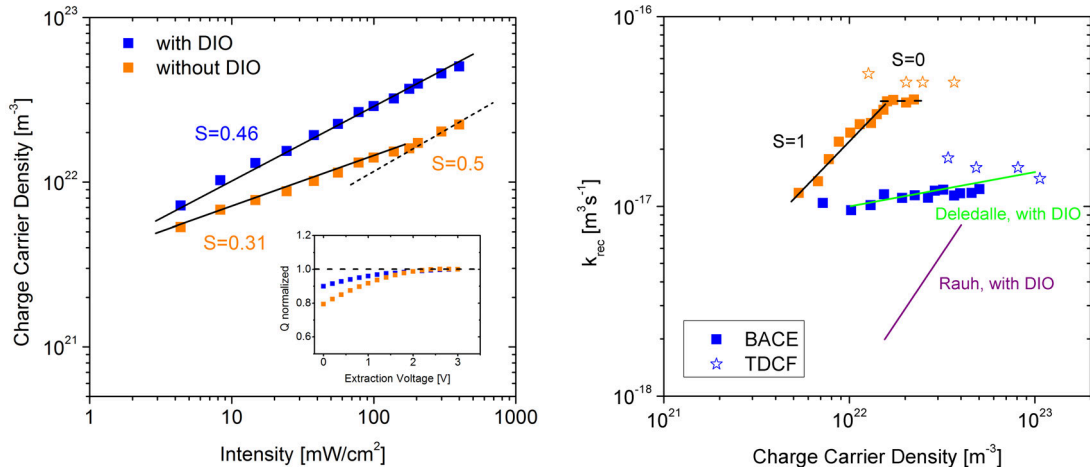 10^23
10^22
10^21
Charge Carrier Density [m^-3]
with DIO
without DIO
S=0.46
S=0.5
S=0.31
1.0
0.8
0.6
Q normalized
0 1 2 3
Extraction Voltage [V]
1 10 100 1000
Intensity [mW/cm^2]
10^-16
10^-17
10^-18
k_rec [m^3s^-1]
S=0
S=1
Deledalle, with DIO
Rauh, with DIO
BACE
TDCF
10^21 10^22 10^23
Charge Carrier Density [m^-3]